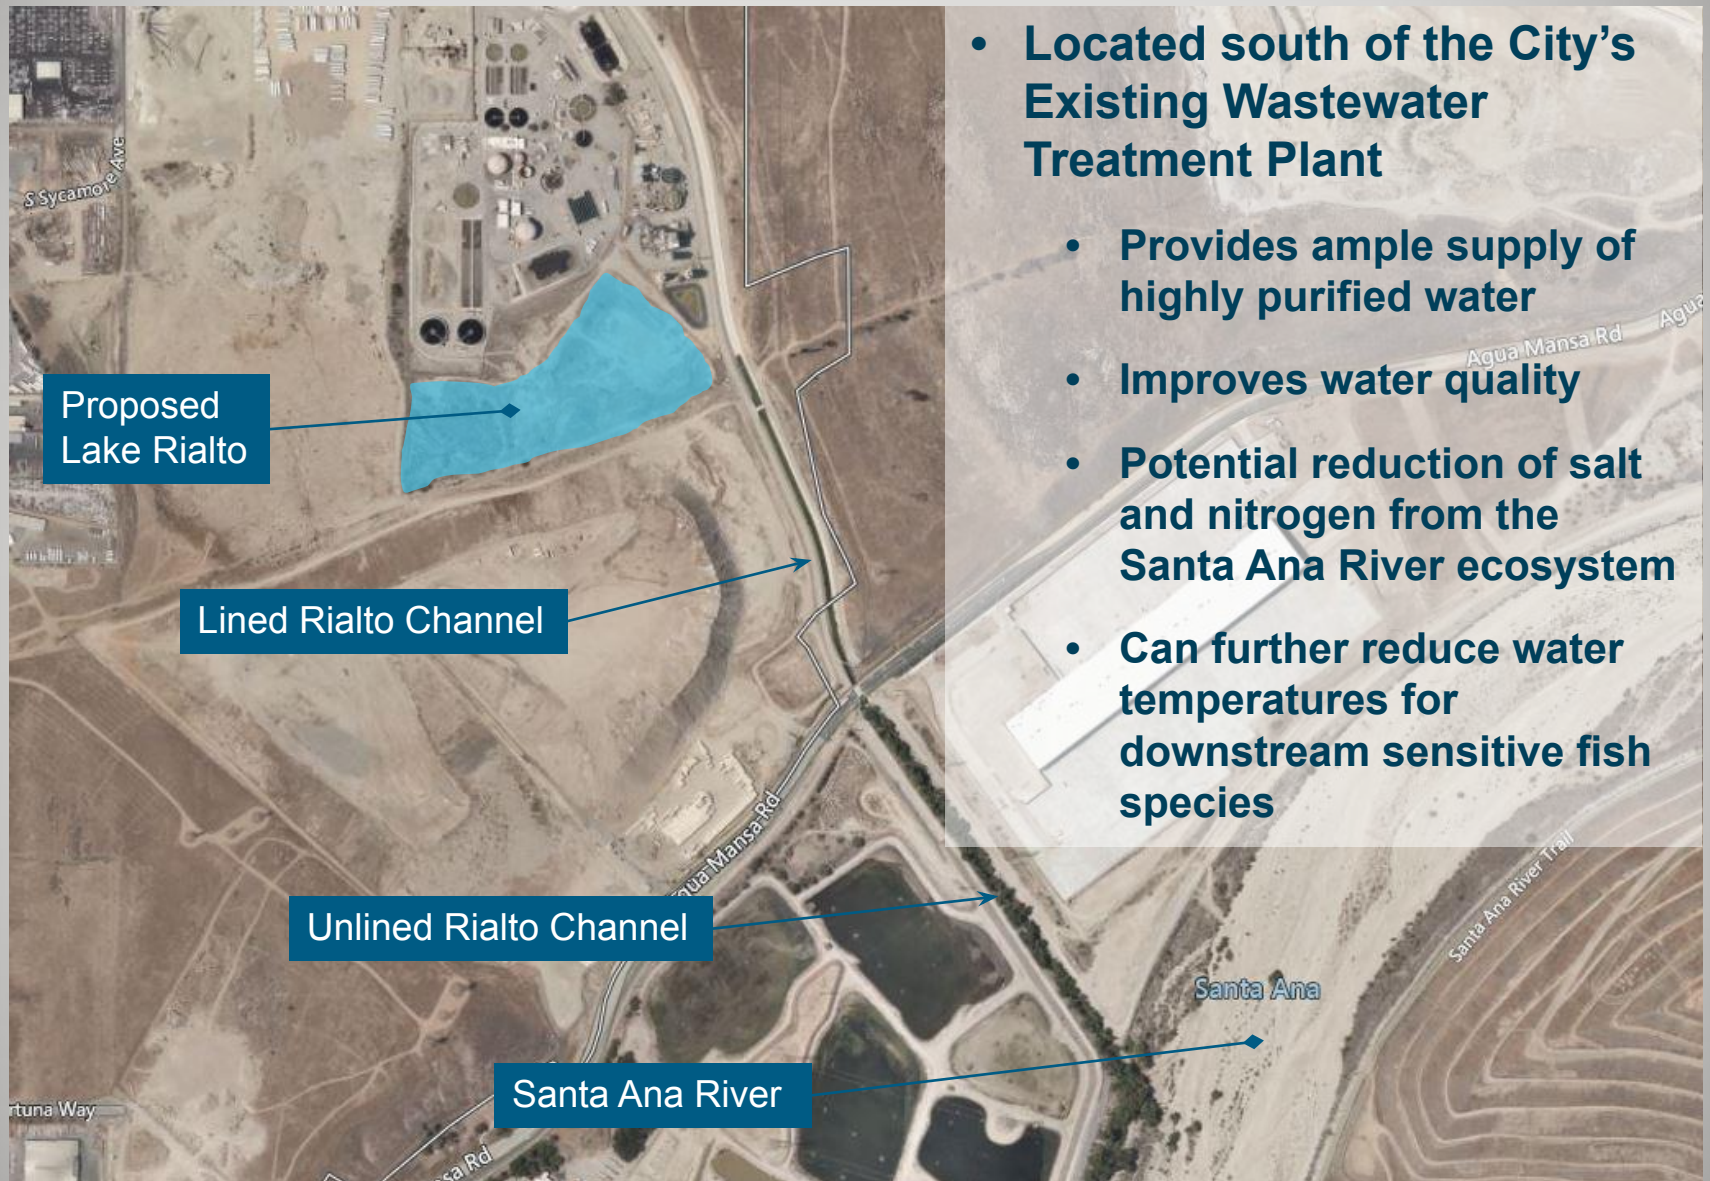 • Located south of the City’s
Existing Wastewater
Treatment Plant
• Provides ample supply of
highly purified water
• Improves water quality
• Potential reduction of salt
and nitrogen from the
Santa Ana River ecosystem
• Can further reduce water
temperatures for
downstream sensitive fish
species
S Sycamore Ave
Agua Mansa Rd
Agua
Proposed
Lake Rialto
Lined Rialto Channel
Agua Mansa Rd
Unlined Rialto Channel
Santa Ana River Trail
Santa Ana
Santa Ana River
rtuna Way
sa Rd